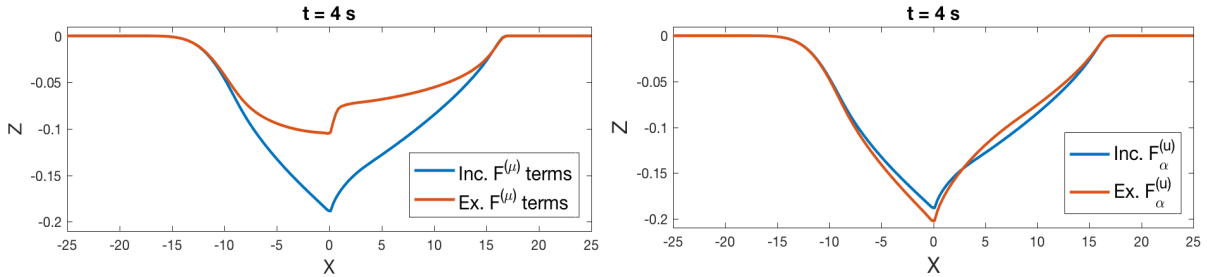 t = 4 s
0
-0.05
-0.1
-0.15
-0.2
Z
-25 -20 -15 -10 -5 0 5 10 15 20 25
X
Inc. F^(μ) terms
Ex. F^(μ) terms
t = 4 s
0
-0.05
-0.1
-0.15
-0.2
Z
-25 -20 -15 -10 -5 0 5 10 15 20 25
X
Inc. F_α^(u)
Ex. F_α^(u)